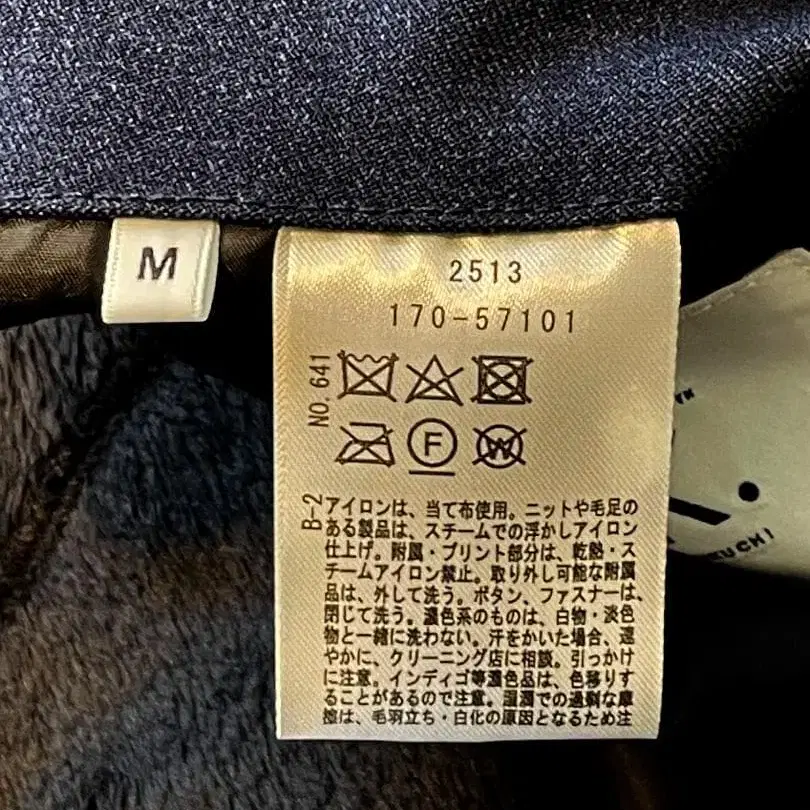 M
2513
170-57101
NO. 641
F
W
B-2
アイロンは、当て布使用。ニットや毛足の
ある製品は、スチームでの浮かしアイロン
仕上げ。附属・プリント部分は、乾熱・ス
チームアイロン禁止。取り外し可能な附属
品は、外して洗う。ボタン、ファスナーは、
閉じて洗う。濃色系のものは、白物・淡色
物と一緒に洗わない。汗をかいた場合、速
やかに、クリーニング店に相談。引っかけ
に注意。インディゴ等濃色品は、色移りす
ることがあるので注意。湿潤での過剰な摩
擦は、毛羽立ち・白化の原因となるため注
EUCHI